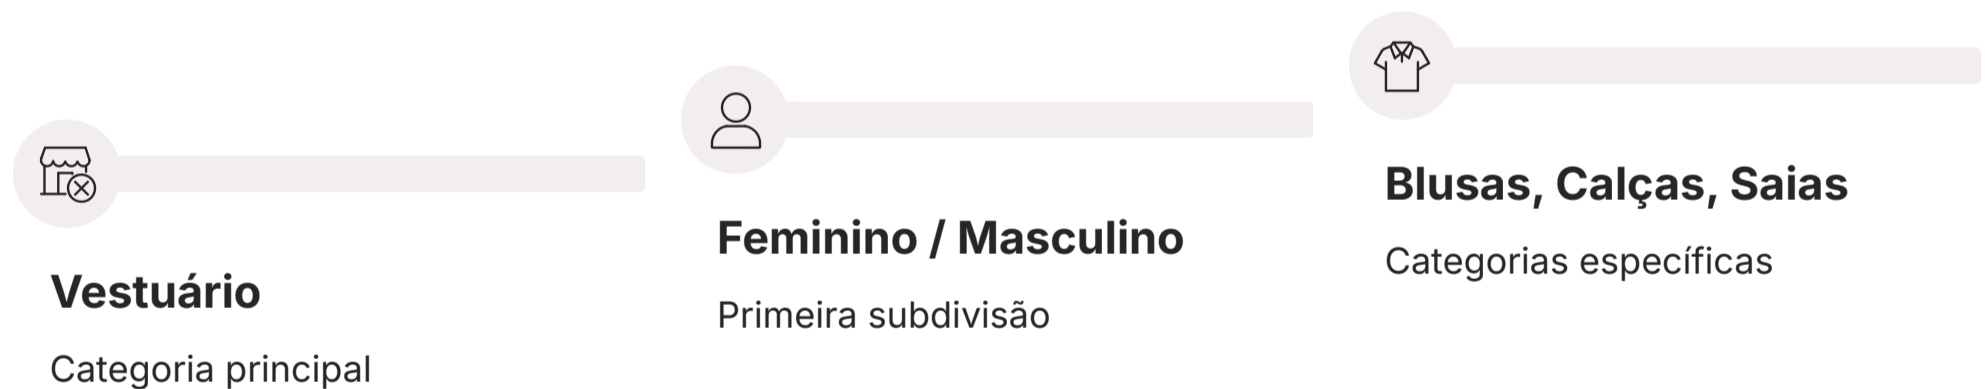 Vestuário
Categoria principal
Feminino / Masculino
Primeira subdivisão
Blusas, Calças, Saias
Categorias específicas